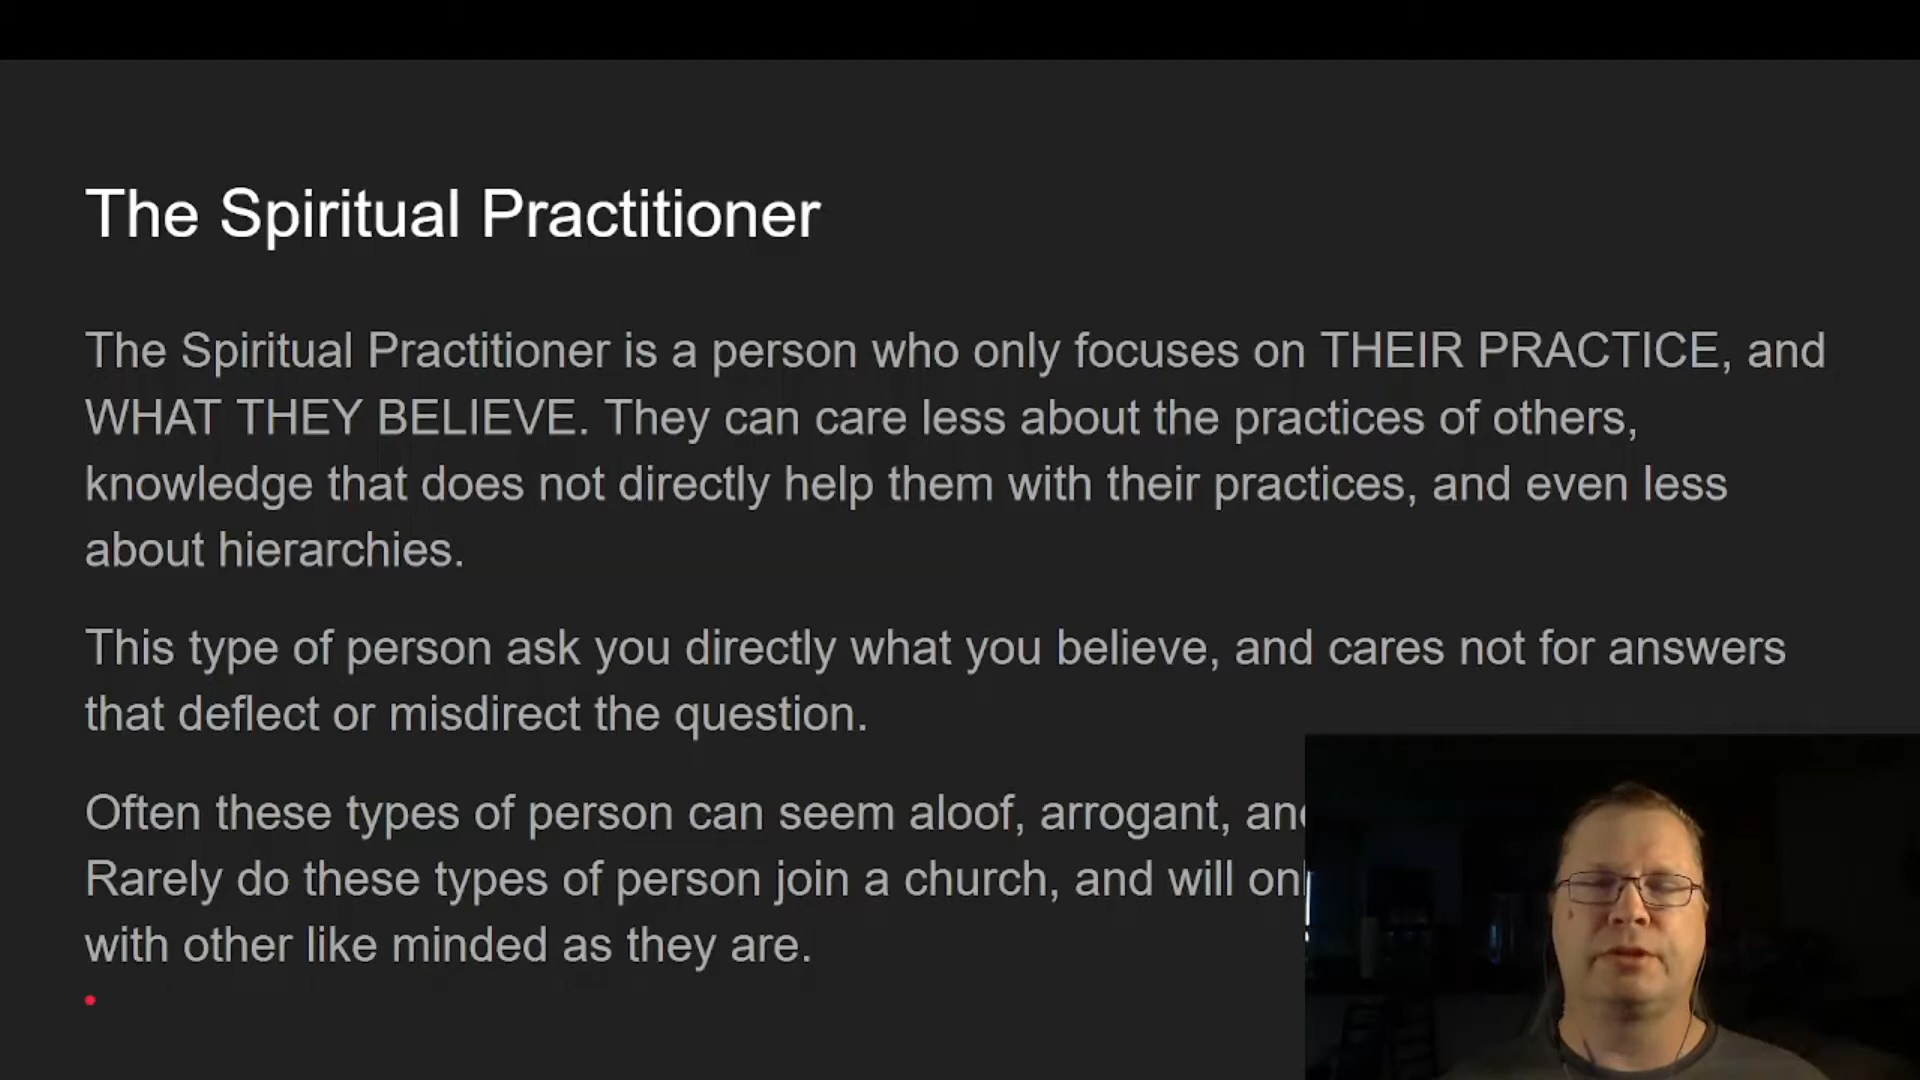 The Spiritual Practitioner
The Spiritual Practitioner is a person who only focuses on THEIR PRACTICE, and
WHAT THEY BELIEVE. They can care less about the practices of others,
knowledge that does not directly help them with their practices, and even less
about hierarchies.
This type of person ask you directly what you believe, and cares not for answers
that deflect or misdirect the question.
Often these types of person can seem aloof, arrogant,
Rarely do these types of person join a church, and will
with other like minded as they are.